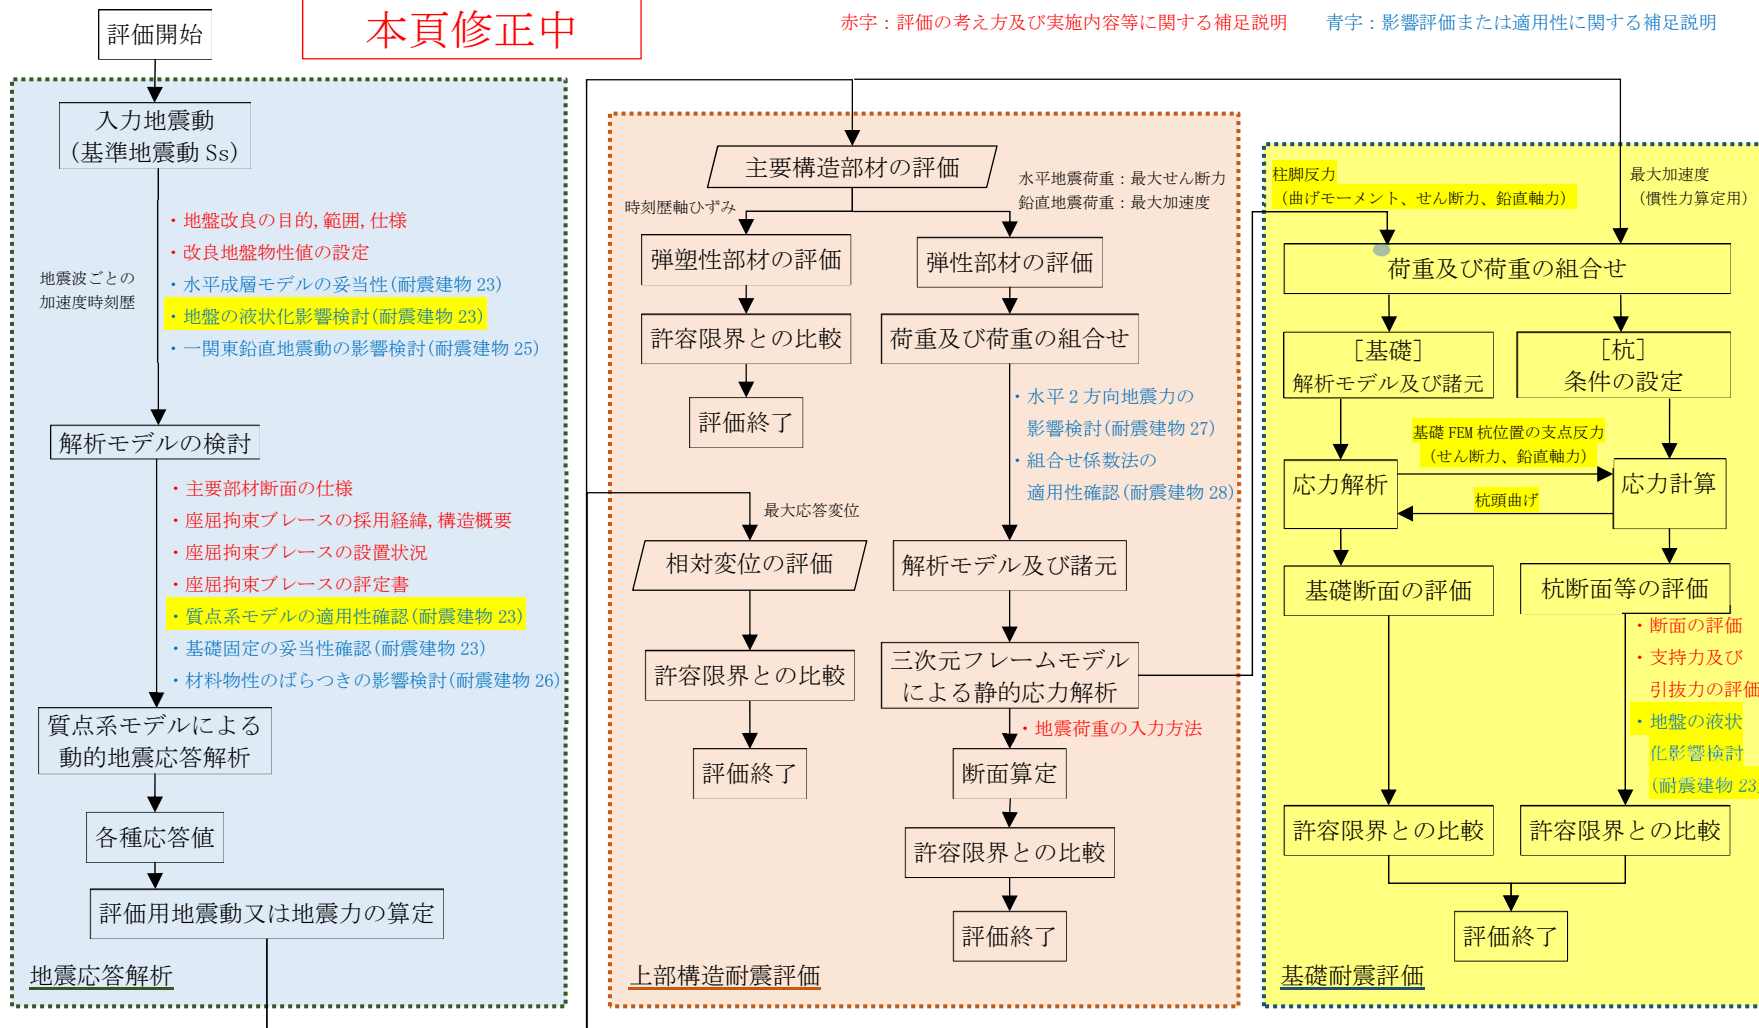 本頁修正中
赤字：評価の考え方及び実施内容等に関する補足説明
青字：影響評価または適用性に関する補足説明
評価開始
入力地震動
(基準地震動 Ss)
地震波ごとの
加速度時刻歴
・地盤改良の目的,範囲,仕様
・改良地盤物性値の設定
・水平成層モデルの妥当性(耐震建物 23)
・地盤の液状化影響検討(耐震建物 23)
・一関東鉛直地震動の影響検討(耐震建物 25)
解析モデルの検討
・主要部材断面の仕様
・座屈拘束ブレースの採用経緯,構造概要
・座屈拘束ブレースの設置状況
・座屈拘束ブレースの評定書
・質点系モデルの適用性確認(耐震建物 23)
・基礎固定の妥当性確認(耐震建物 23)
・材料物性のばらつきの影響検討(耐震建物 26)
質点系モデルによる
動的地震応答解析
各種応答値
評価用地震動又は地震力の算定
地震応答解析
主要構造部材の評価
時刻歴軸ひずみ
水平地震荷重：最大せん断力
鉛直地震荷重：最大加速度
弾塑性部材の評価
許容限界との比較
評価終了
弾性部材の評価
荷重及び荷重の組合せ
・水平 2 方向地震力の
影響検討(耐震建物 27)
・組合せ係数法の
適用性確認(耐震建物 28)
最大応答変位
相対変位の評価
許容限界との比較
評価終了
解析モデル及び諸元
三次元フレームモデル
による静的応力解析
・地震荷重の入力方法
断面算定
許容限界との比較
評価終了
上部構造耐震評価
柱脚反力
（曲げモーメント、せん断力、鉛直軸力）
最大加速度
（慣性力算定用）
荷重及び荷重の組合せ
［基礎］
解析モデル及び諸元
［杭］
条件の設定
基礎 FEM 杭位置の支点反力
（せん断力、鉛直軸力）
応力解析
応力計算
杭頭曲げ
基礎断面の評価
杭断面等の評価
・断面の評価
・支持力及び
引抜力の評価
・地盤の液状
化影響検討
(耐震建物 23)
許容限界との比較
許容限界との比較
評価終了
基礎耐震評価